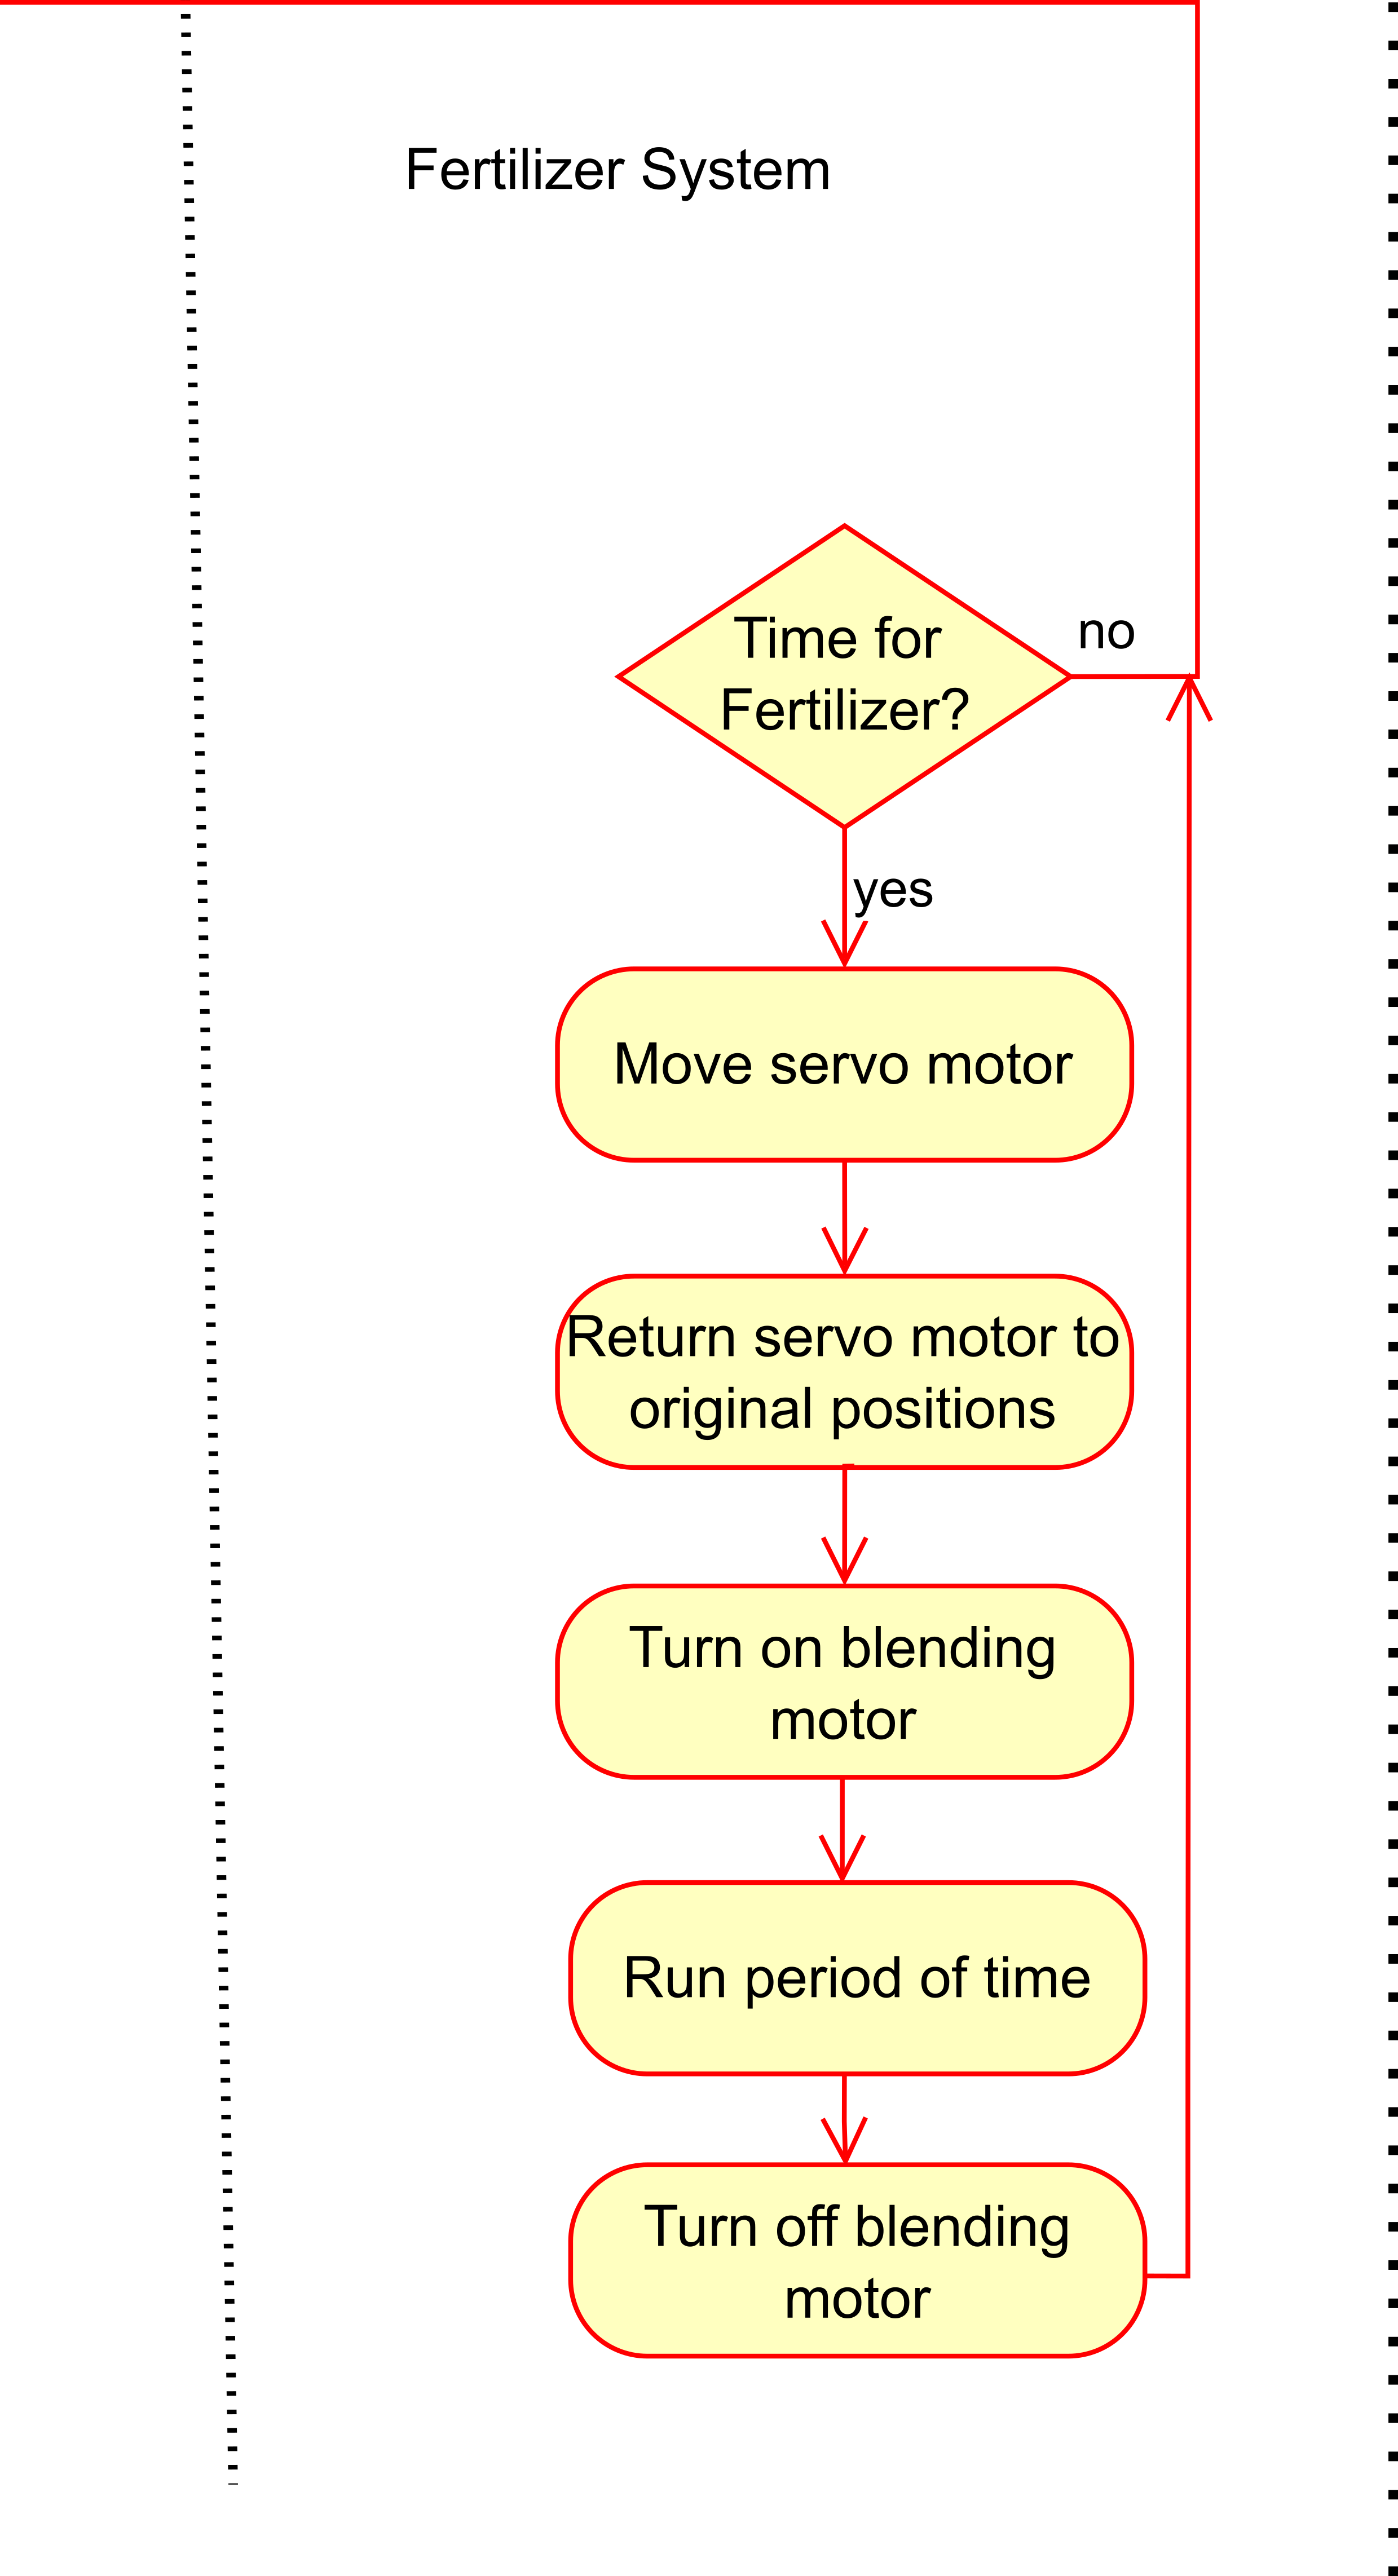 Fertilizer System
Time for
Fertilizer?
no
yes
Move servo motor
Return servo motor to
original positions
Turn on blending
motor
Run period of time
Turn off blending
motor